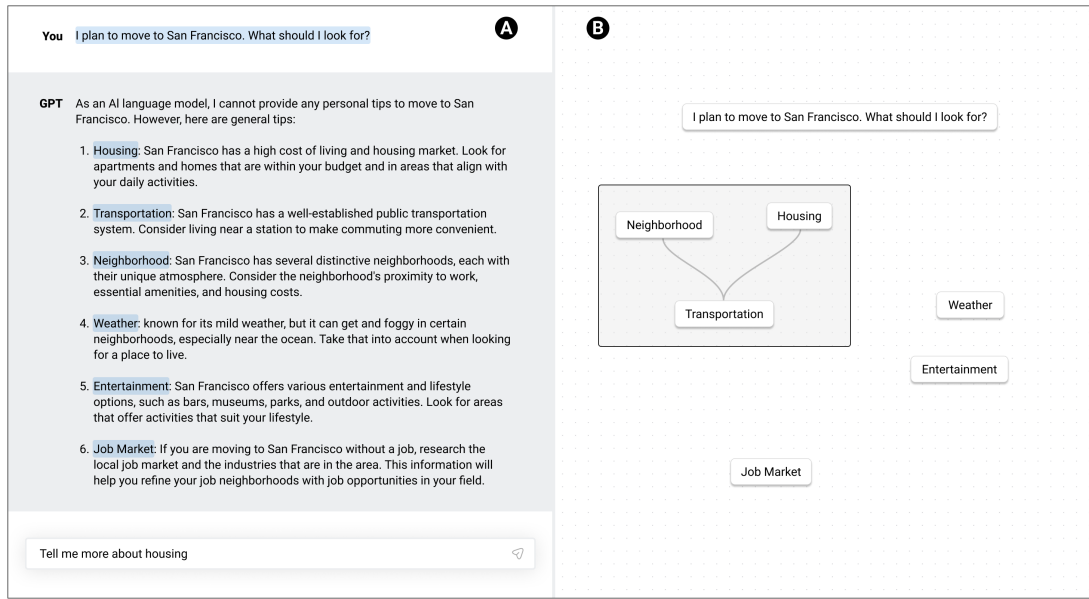 A
You I plan to move to San Francisco. What should I look for?
GPT As an AI language model, I cannot provide any personal tips to move to San
Francisco. However, here are general tips:
1. Housing: San Francisco has a high cost of living and housing market. Look for
apartments and homes that are within your budget and in areas that align with
your daily activities.
2. Transportation: San Francisco has a well-established public transportation
system. Consider living near a station to make commuting more convenient.
3. Neighborhood: San Francisco has several distinctive neighborhoods, each with
their unique atmosphere. Consider the neighborhood's proximity to work,
essential amenities, and housing costs.
4. Weather: known for its mild weather, but it can get and foggy in certain
neighborhoods, especially near the ocean. Take that into account when looking
for a place to live.
5. Entertainment: San Francisco offers various entertainment and lifestyle
options, such as bars, museums, parks, and outdoor activities. Look for areas
that offer activities that suit your lifestyle.
6. Job Market: If you are moving to San Francisco without a job, research the
local job market and the industries that are in the area. This information will
help you refine your job neighborhoods with job opportunities in your field.
Tell me more about housing
B
I plan to move to San Francisco. What should I look for?
Neighborhood
Housing
Transportation
Weather
Entertainment
Job Market